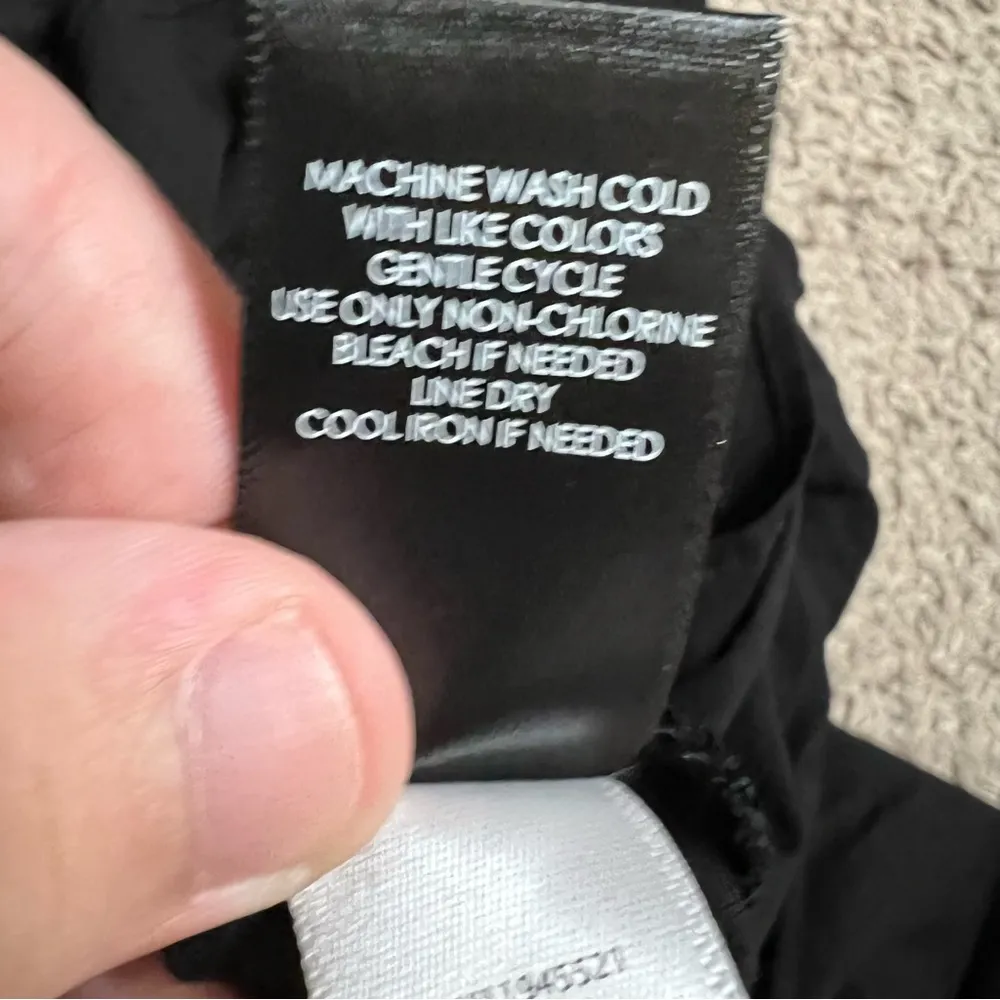 MACHINE WASH COLD
WITH LIKE COLORS
GENTLE CYCLE
USE ONLY NON-CHLORINE
BLEACH IF NEEDED
LINE DRY
COOL IRON IF NEEDED